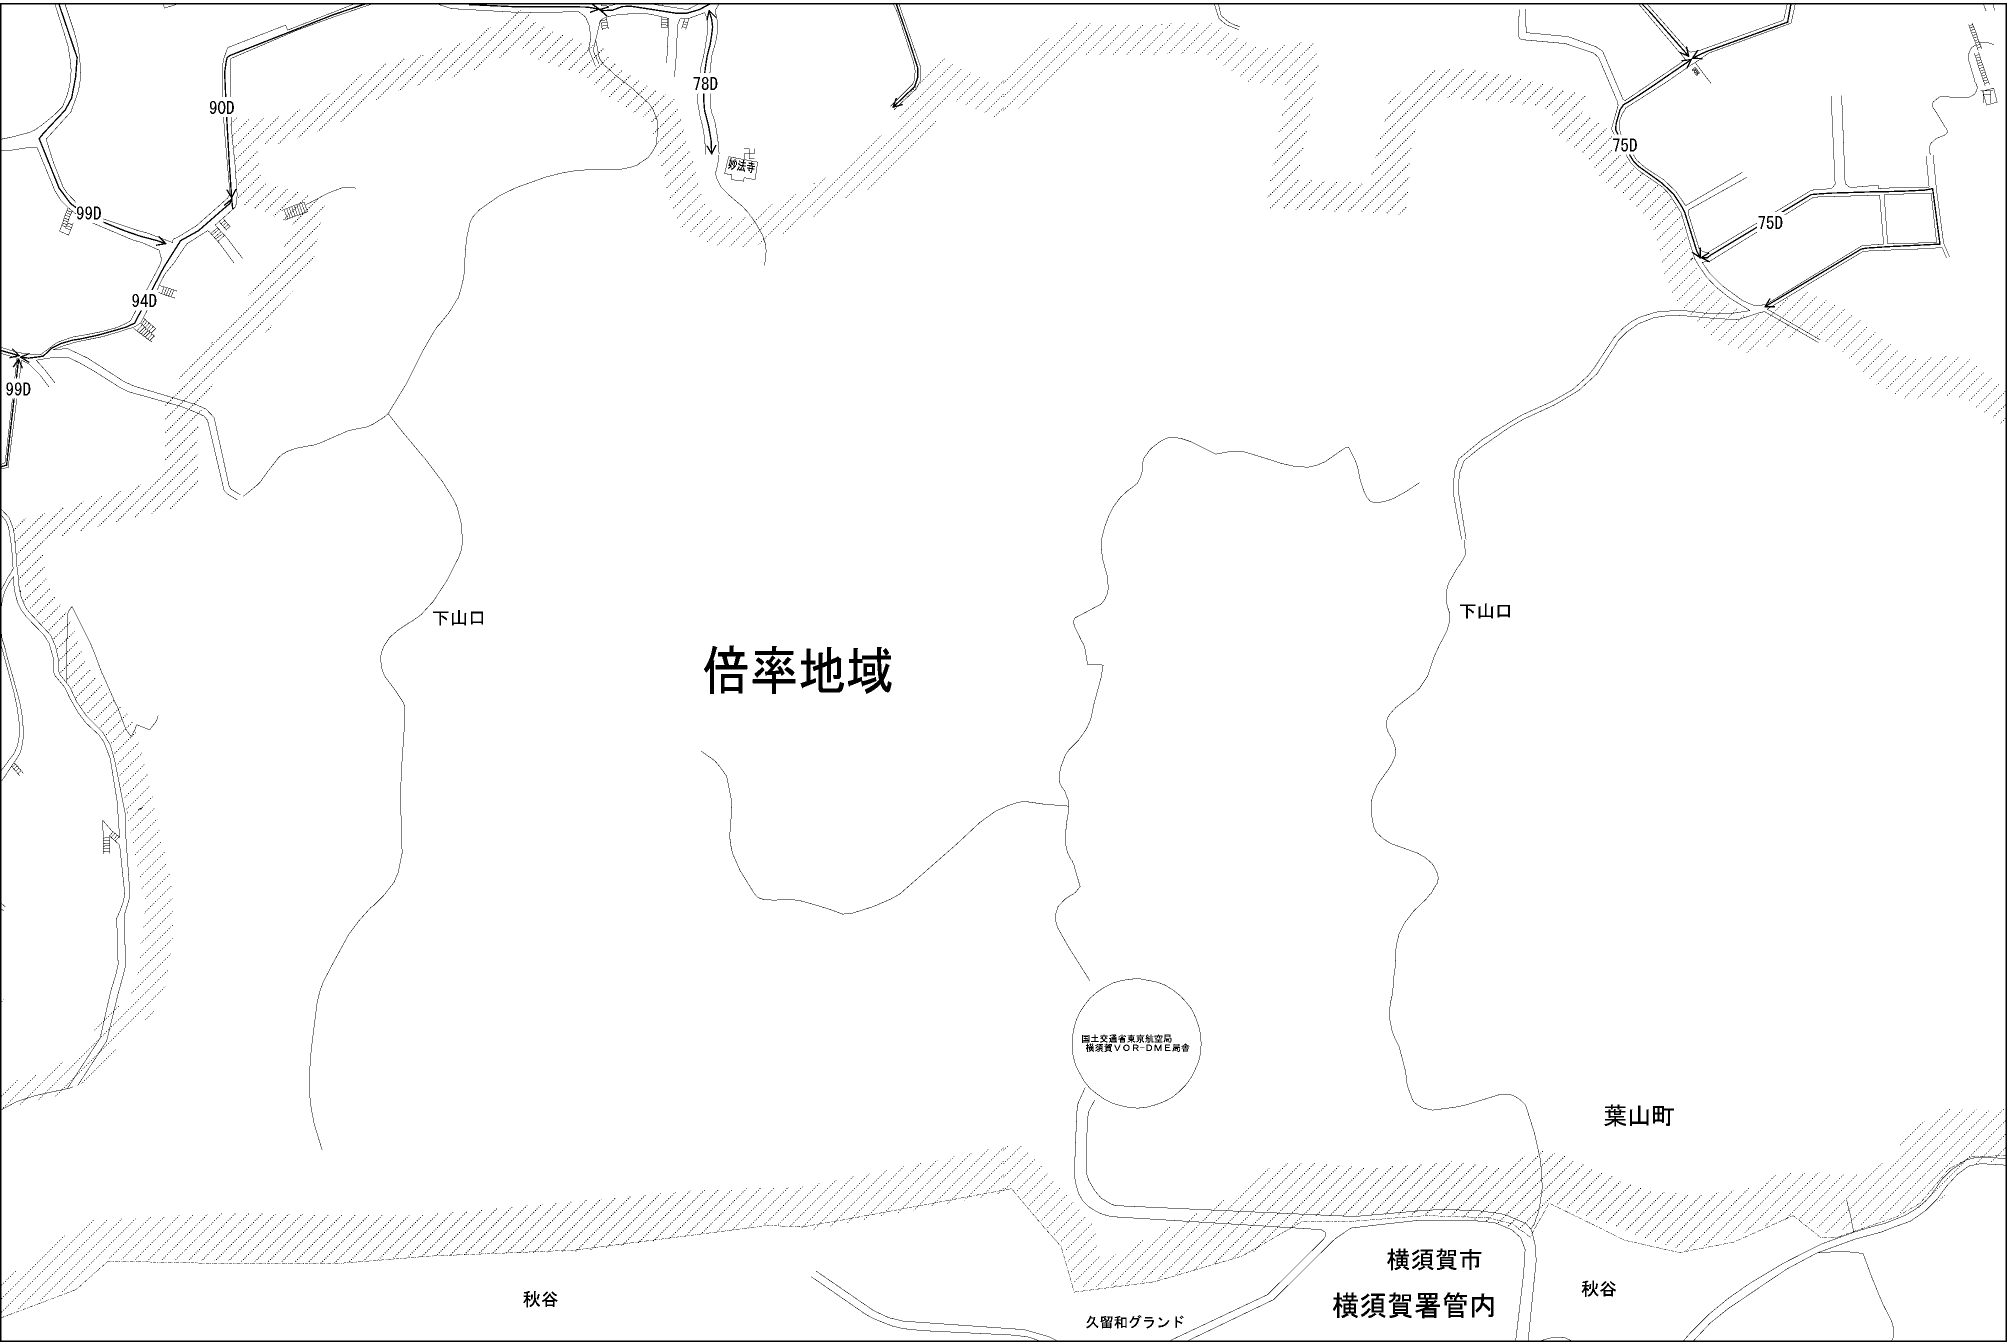 78D
90D
75D
妙法寺
99D
75D
94D
99D
下山口
下山口
倍率地域
国土交通省東京航空局
横須賀VOR-DME局舎
葉山町
横須賀市
秋谷
秋谷
横須賀署管内
久留和グランド